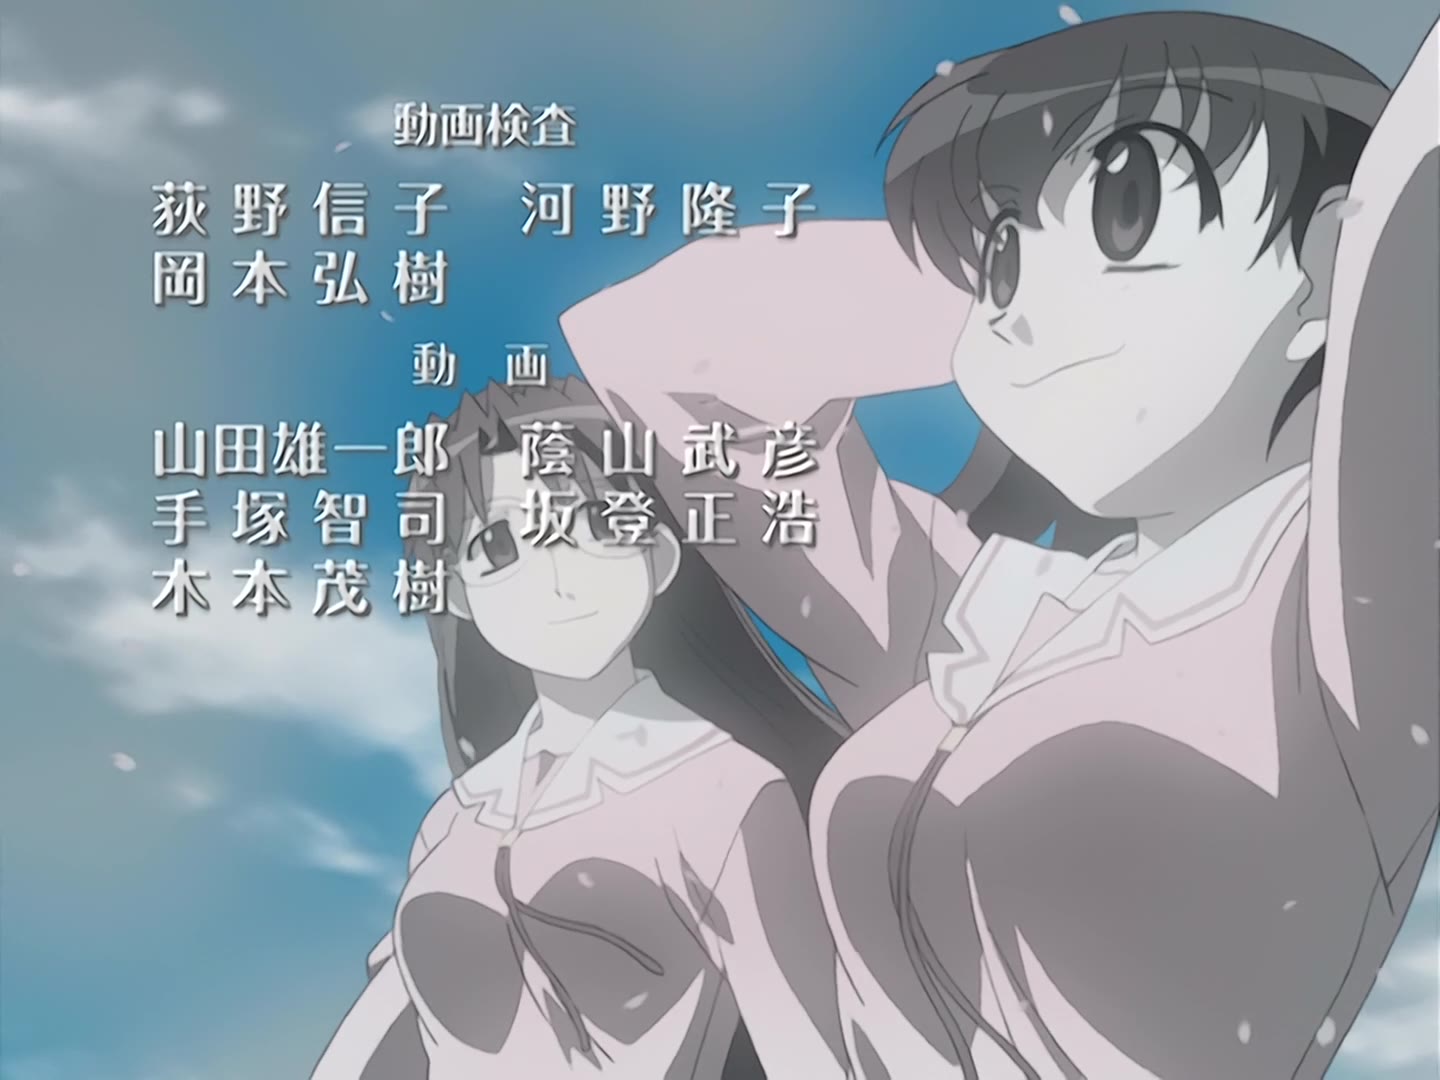 動画検査
荻野信子 河野隆子
岡本弘樹
動画
山田雄一郎 蔭山武彦
手塚智司 坂登正浩
木本茂樹